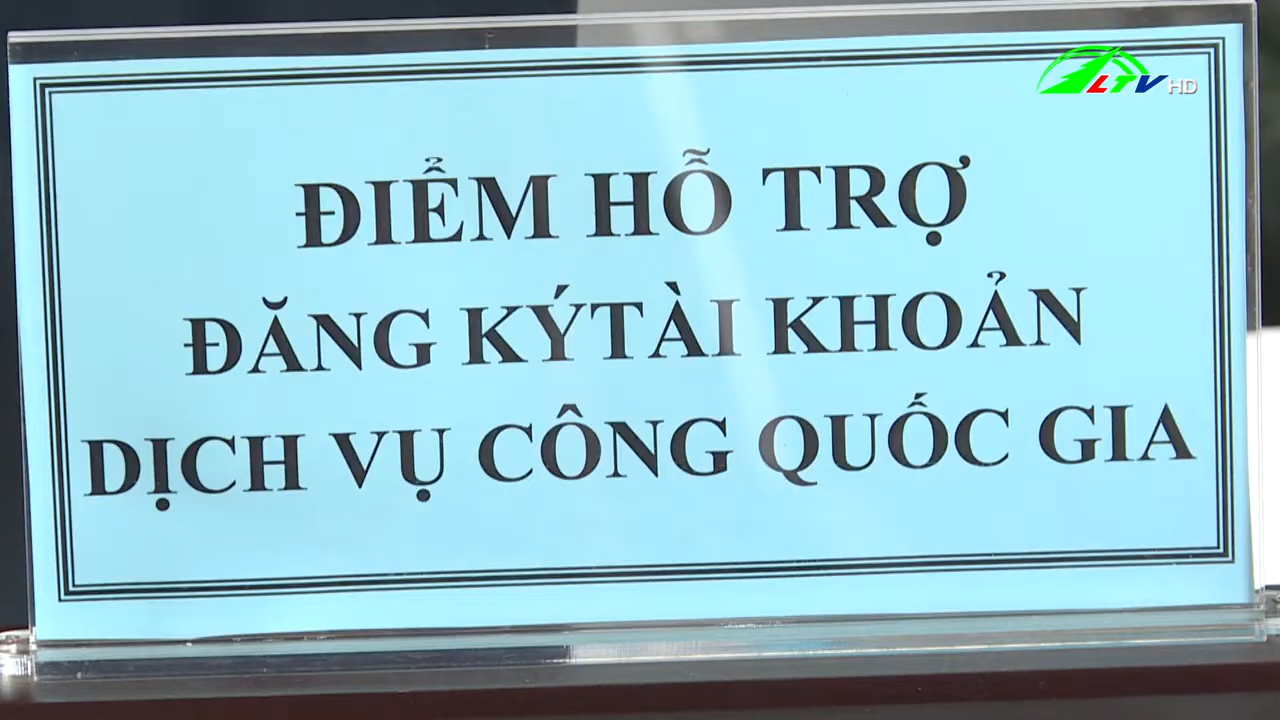 LTV HD
ĐIỂM HỖ TRỢ
ĐĂNG KÝTÀI KHOẢN
DỊCH VỤ CÔNG QUỐC GIA